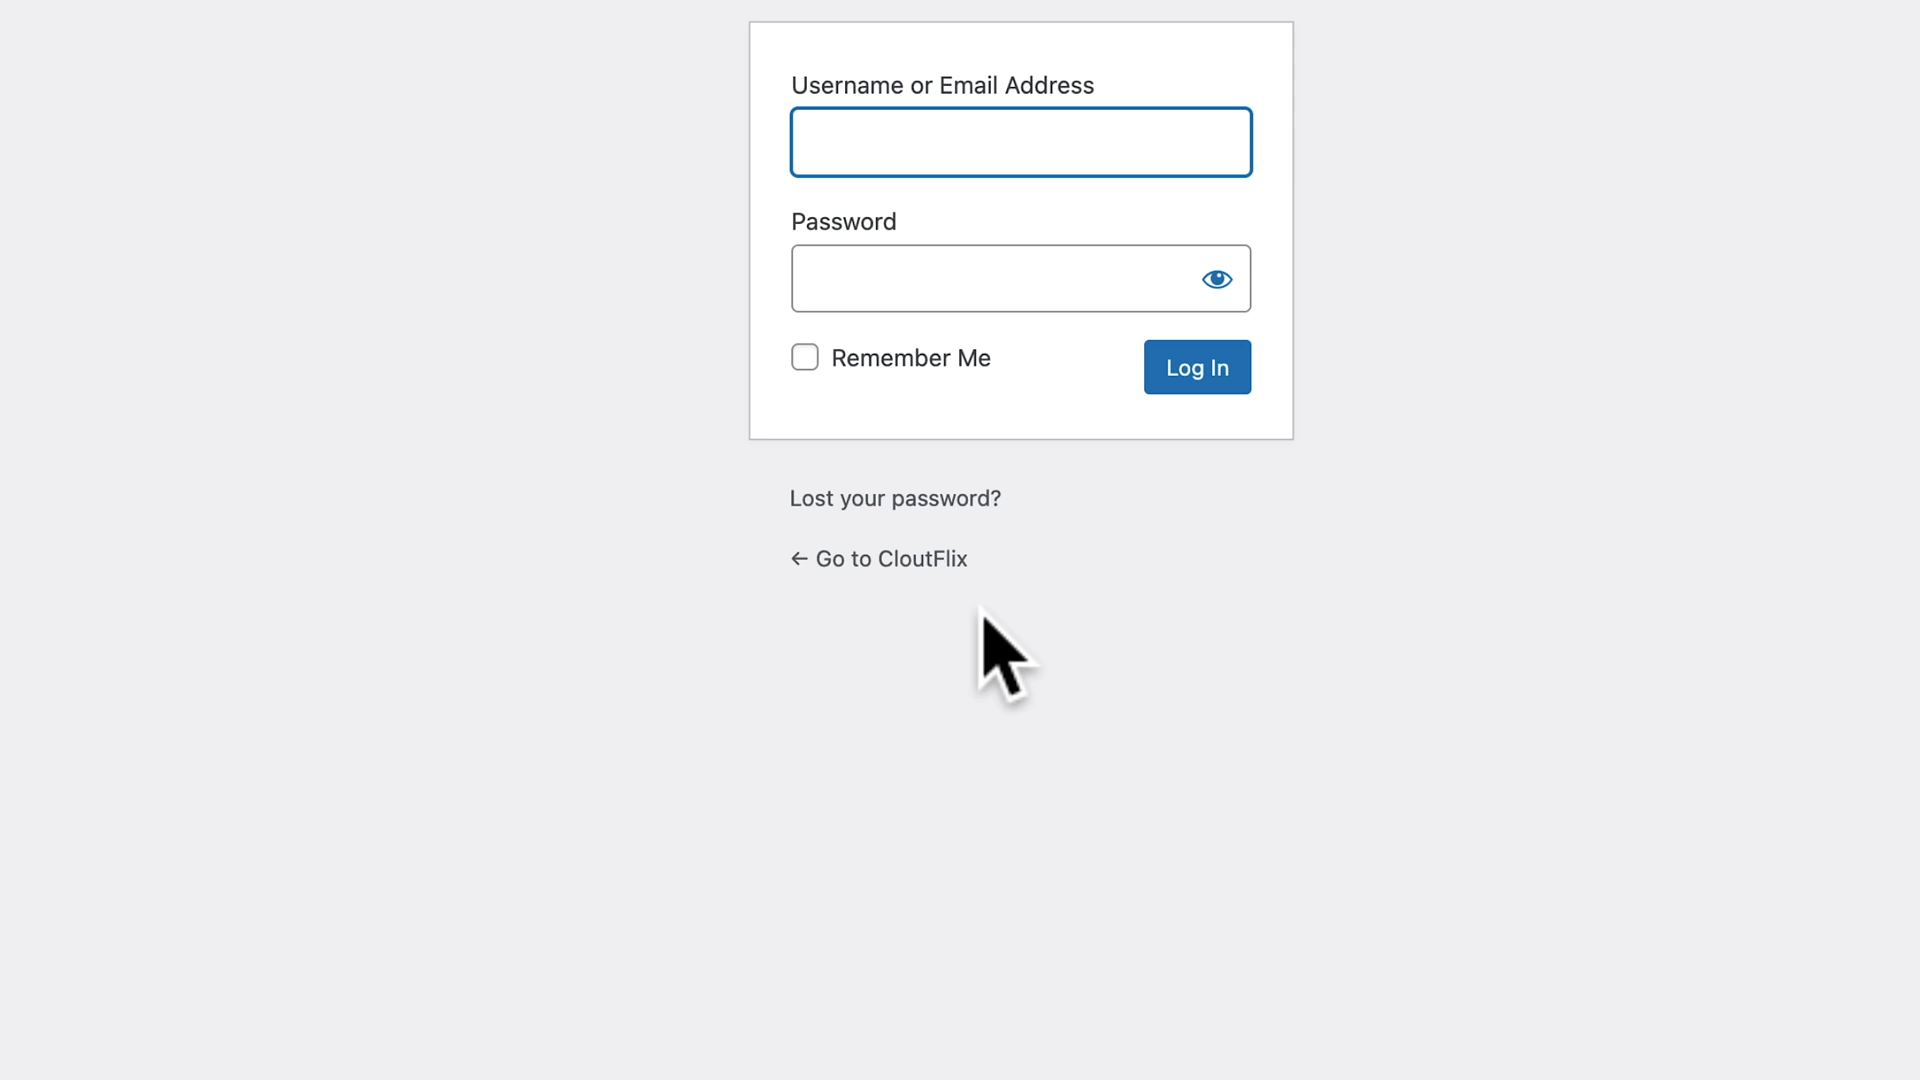 Username or Email Address
Password
Remember Me
Log In
Lost your password?
← Go to CloutFlix